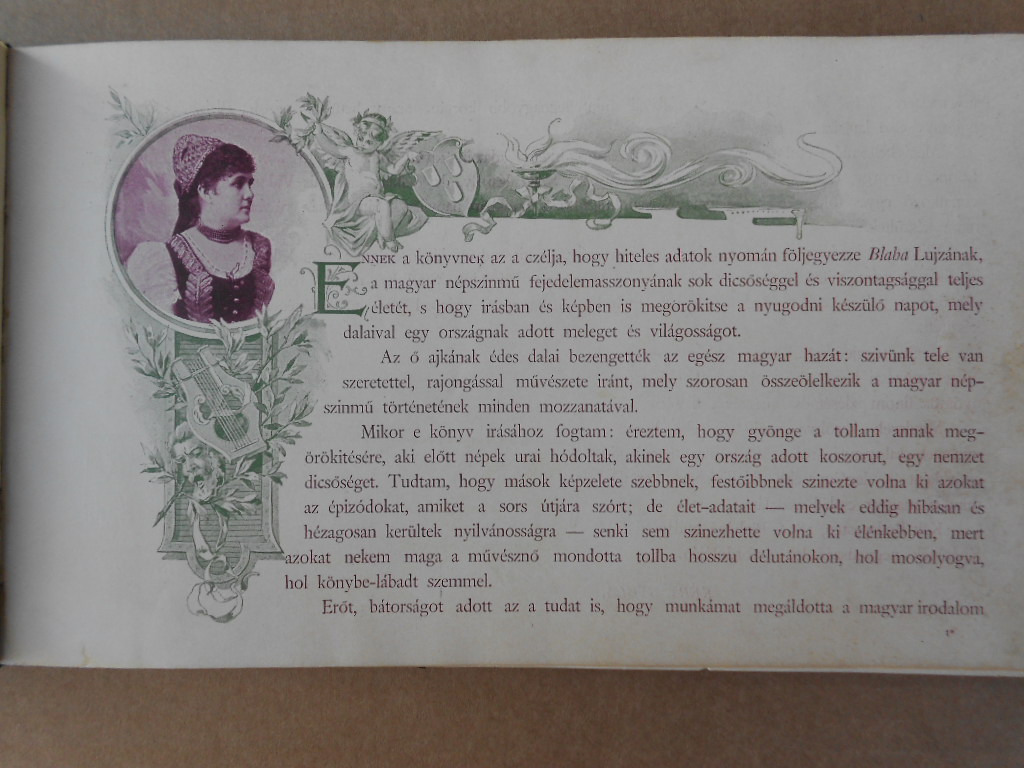 ENNEK a könyvnek az a czélja, hogy hiteles adatok nyomán följegyezze Blaha Lujzának,
a magyar népszinmű fejedelemasszonyának sok dicsőséggel és viszontagsággal teljes
életét, s hogy irásban és képben is megörökitse a nyugodni készülő napot, mely
dalaival egy országnak adott meleget és világosságot.
Az ő ajkának édes dalai bezengették az egész magyar hazát: szivünk tele van
szeretettel, rajongással művészete iránt, mely szorosan összeölelkezik a magyar nép-
szinmű történetének minden mozzanatával.
Mikor e könyv irásához fogtam: éreztem, hogy gyönge a tollam annak meg-
örökitésére, aki előtt népek urai hódoltak, akinek egy ország adott koszorut, egy nemzet
dicsőséget. Tudtam, hogy mások képzelete szebbnek, festőibbnek szinezte volna ki azokat
az épizódokat, amiket a sors útjára szórt; de élet-adatait — melyek eddig hibásan és
hézagosan kerültek nyilvánosságra — senki sem szinezhette volna ki élénkebben, mert
azokat nekem maga a művésznő mondotta tollba hosszu délutánokon, hol mosolyogva,
hol könybe-lábadt szemmel.
Erőt, bátorságot adott az a tudat is, hogy munkámat megáldotta a magyar irodalom
1*